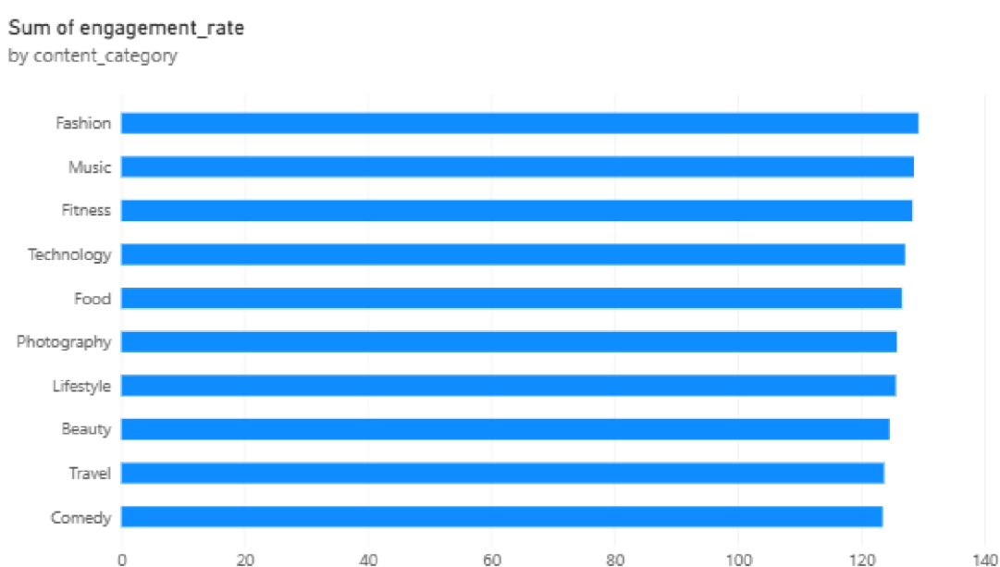 Sum of engagement_rate
by content_category
Fashion
Music
Fitness
Technology
Food
Photography
Lifestyle
Beauty
Travel
Comedy
0 20 40 60 80 100 120 140